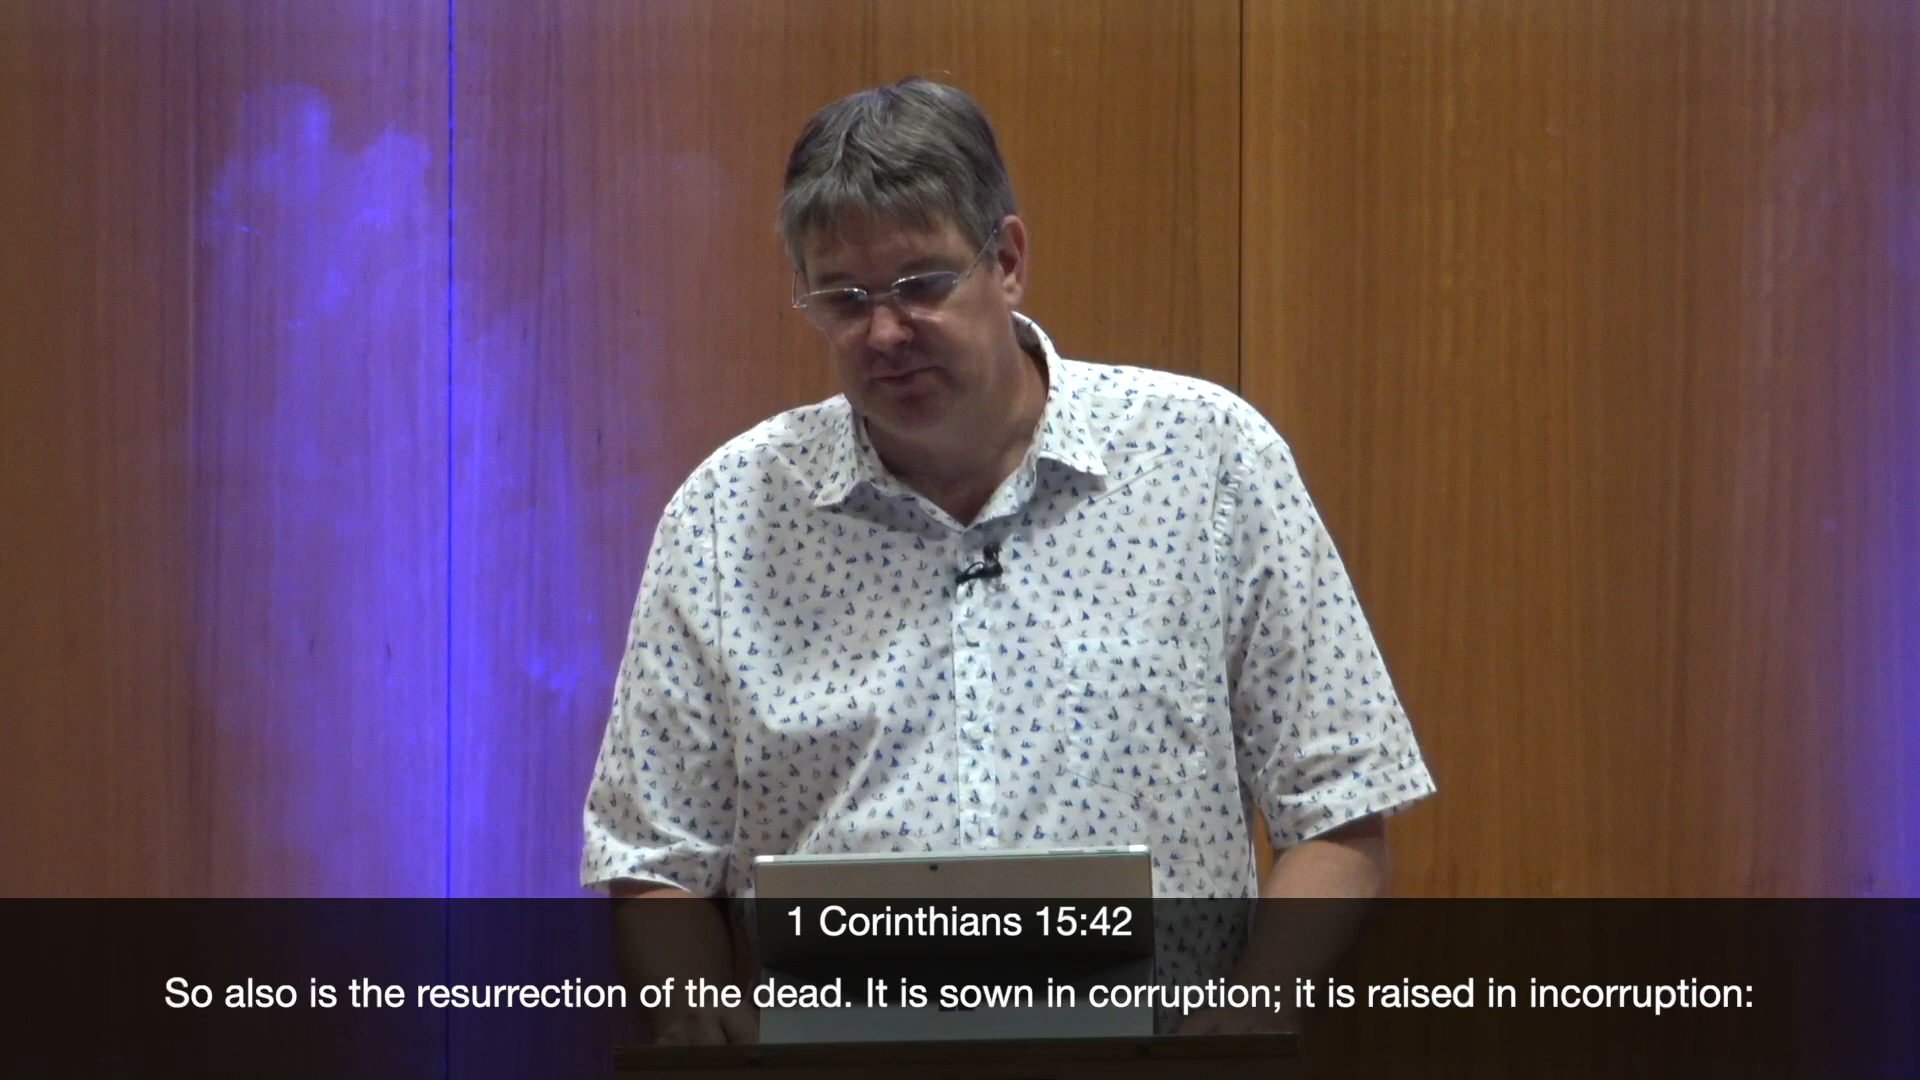 1 Corinthians 15:42
So also is the resurrection of the dead. It is sown in corruption; it is raised in incorruption: